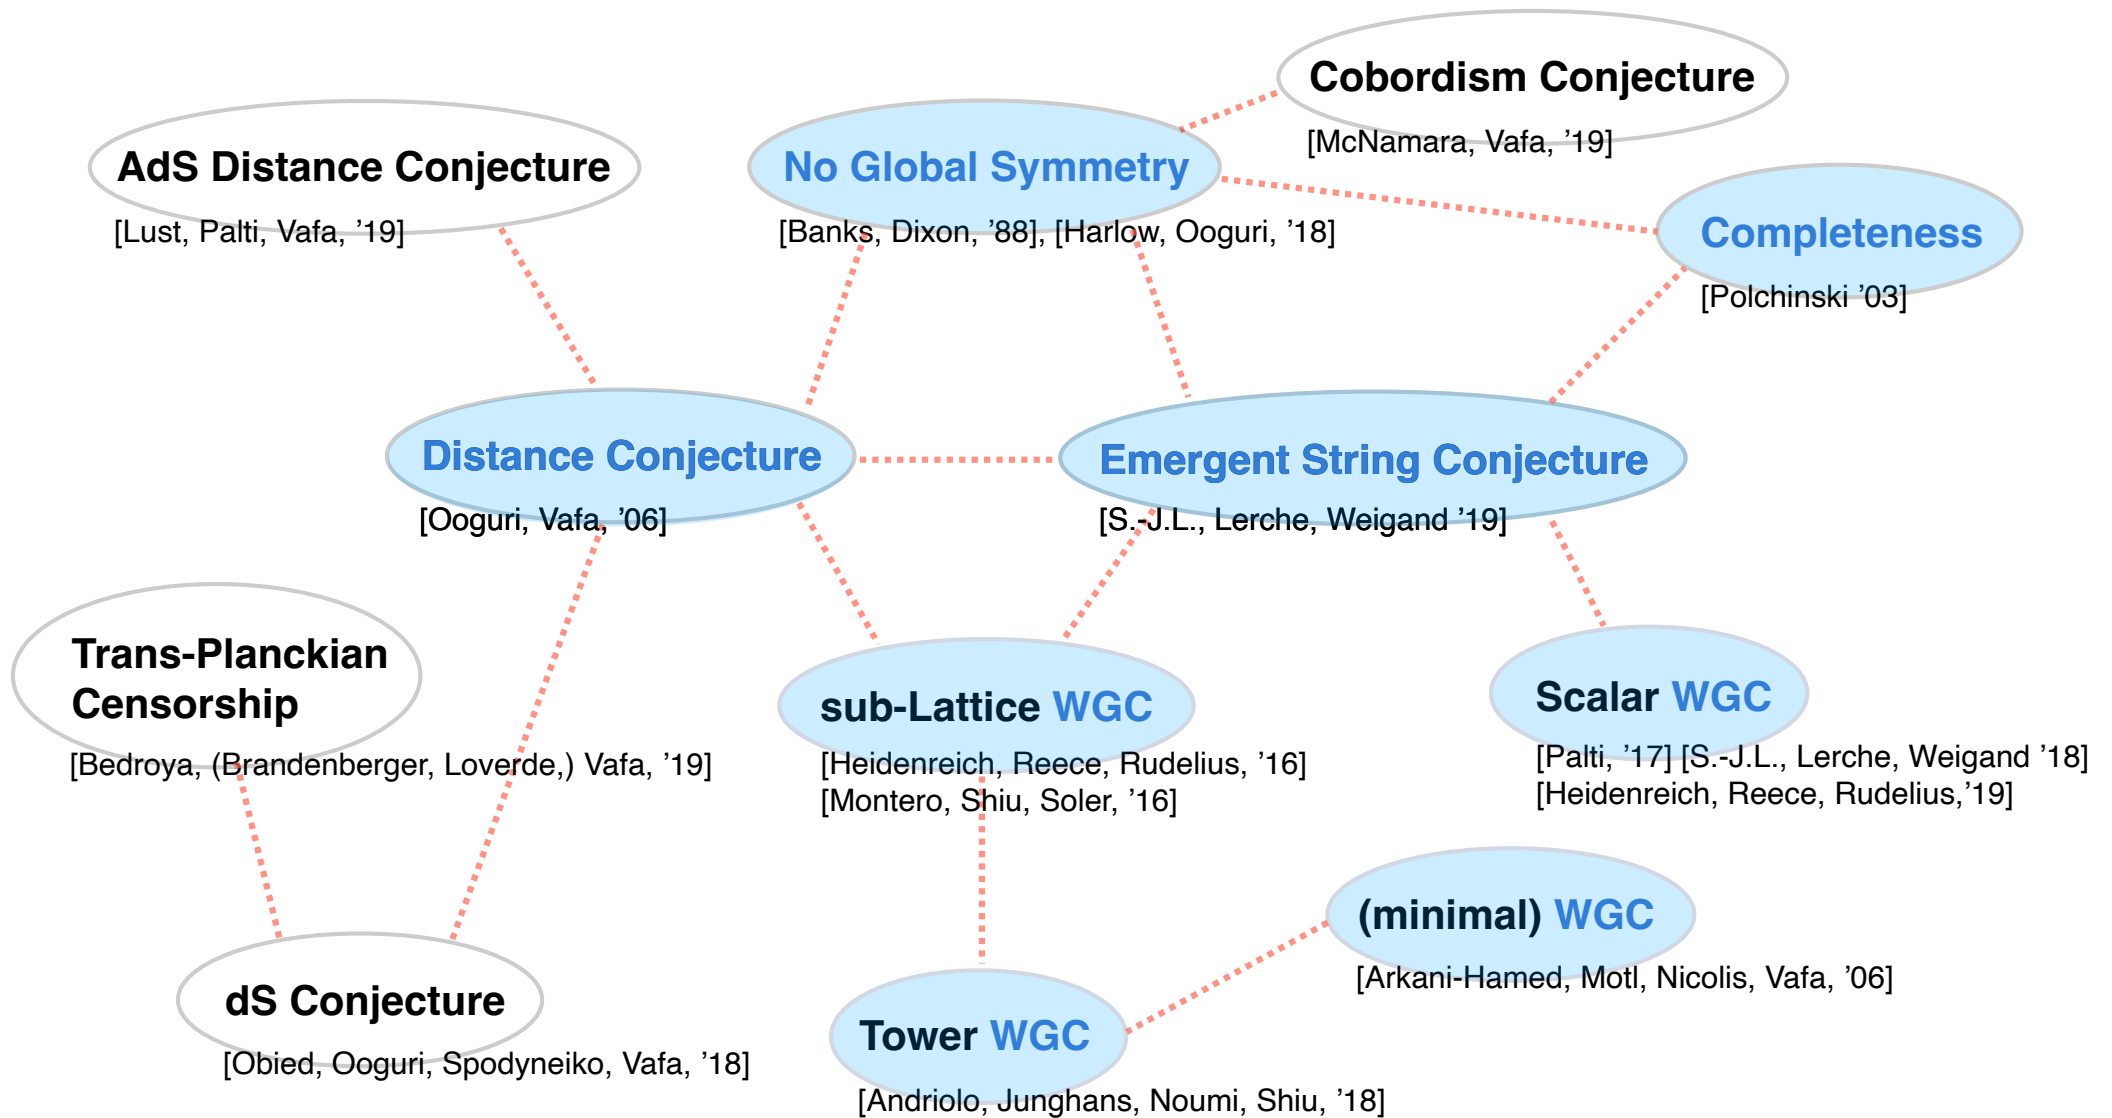 Cobordism Conjecture
[McNamara, Vafa, ’19]
AdS Distance Conjecture
[Lust, Palti, Vafa, ’19]
No Global Symmetry
[Banks, Dixon, ’88], [Harlow, Ooguri, ’18]
Completeness
[Polchinski ’03]
Distance Conjecture
[Ooguri, Vafa, ’06]
Emergent String Conjecture
[S.-J.L., Lerche, Weigand ’19]
Trans-Planckian
Censorship
[Bedroya, (Brandenberger, Loverde,) Vafa, ’19]
sub-Lattice WGC
[Heidenreich, Reece, Rudelius, ’16]
[Montero, Shiu, Soler, ’16]
Scalar WGC
[Palti, ’17] [S.-J.L., Lerche, Weigand ’18]
[Heidenreich, Reece, Rudelius,’19]
(minimal) WGC
[Arkani-Hamed, Motl, Nicolis, Vafa, ’06]
dS Conjecture
[Obied, Ooguri, Spodyneiko, Vafa, ’18]
Tower WGC
[Andriolo, Junghans, Noumi, Shiu, ’18]